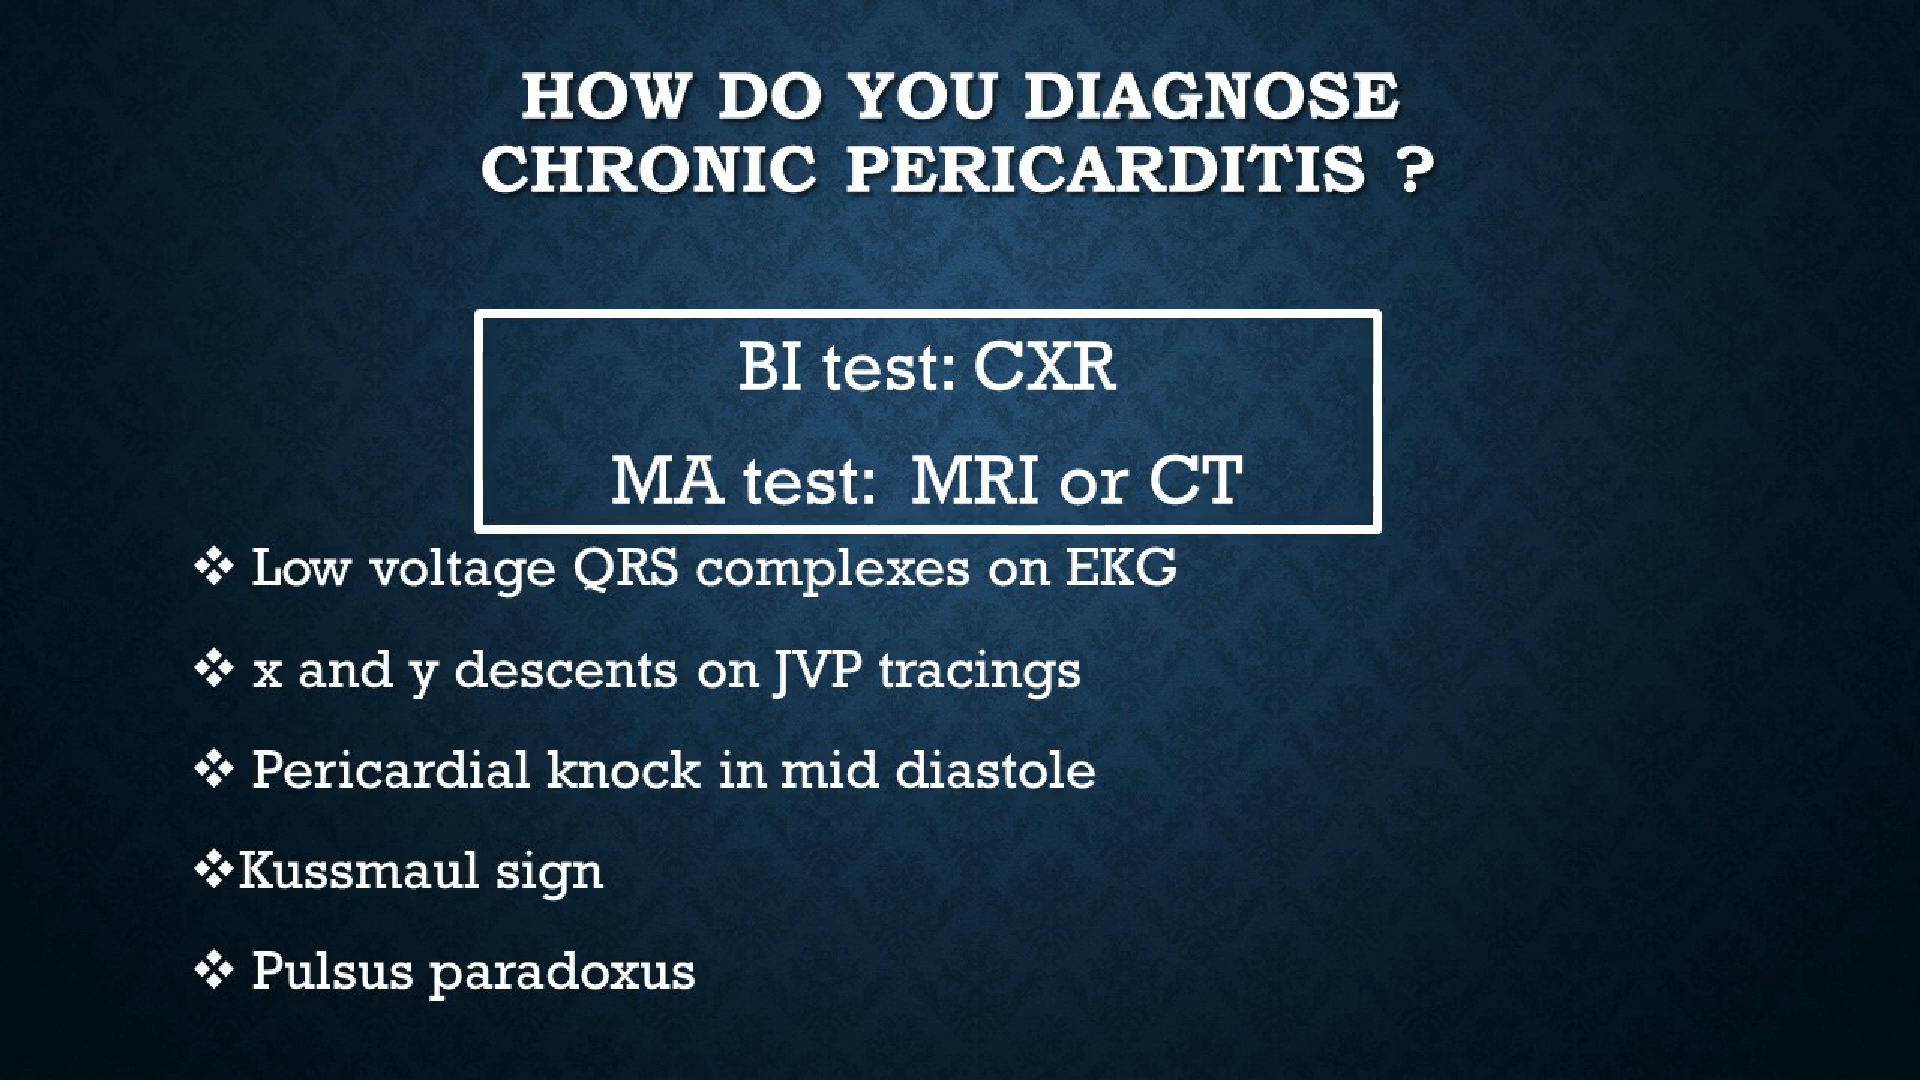 HOW DO YOU DIAGNOSE
CHRONIC PERICARDITIS ?
BI test: CXR
MA test: MRI or CT
❖ Low voltage QRS complexes on EKG
❖ x and y descents on JVP tracings
❖ Pericardial knock in mid diastole
❖Kussmaul sign
❖ Pulsus paradoxus